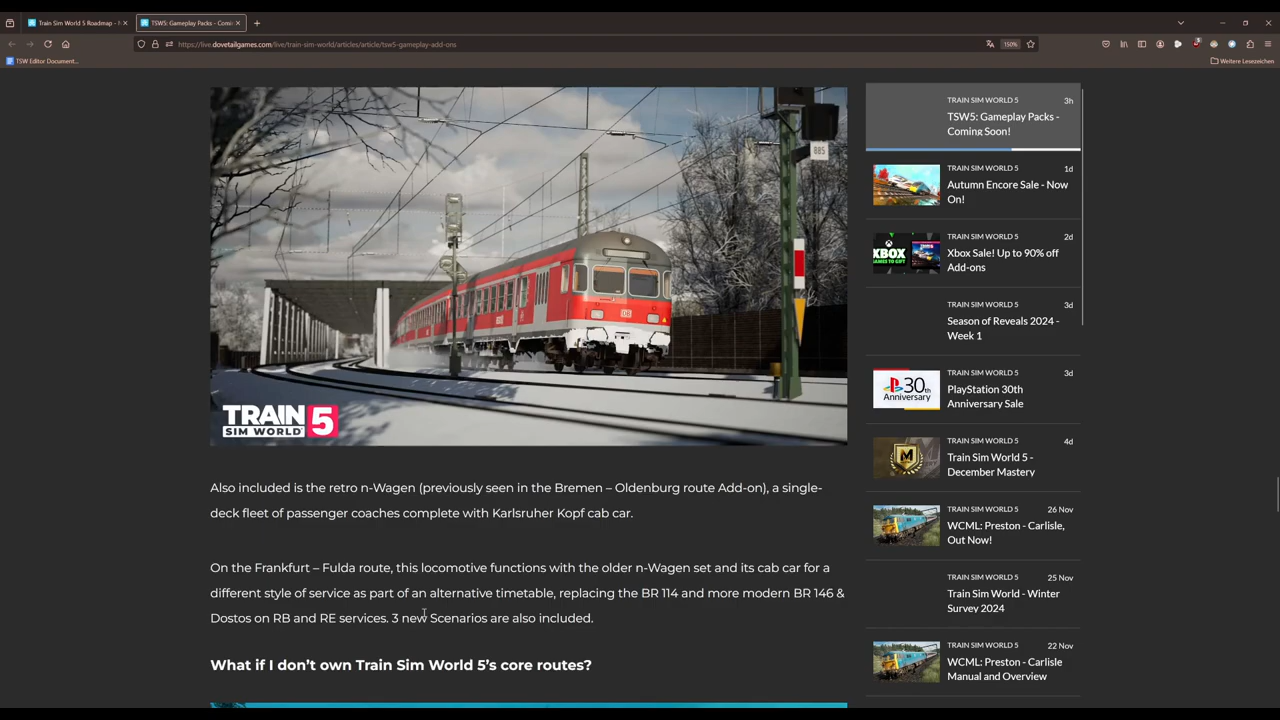 Train Sim World 5 Roadmap - N
TSW5: Gameplay Packs - Comi
https://live.dovetailgames.com/live/train-sim-world/articles/article/tsw5-gameplay-add-ons
150%
TSW Editor Document...
Weitere Lesezeichen
885
DB
TRAIN
SIM WORLD 5
Also included is the retro n-Wagen (previously seen in the Bremen – Oldenburg route Add-on), a single-
deck fleet of passenger coaches complete with Karlsruher Kopf cab car.
On the Frankfurt – Fulda route, this locomotive functions with the older n-Wagen set and its cab car for a
different style of service as part of an alternative timetable, replacing the BR 114 and more modern BR 146 &
Dostos on RB and RE services. 3 new Scenarios are also included.
What if I don’t own Train Sim World 5’s core routes?
TRAIN SIM WORLD 5 3h
TSW5: Gameplay Packs -
Coming Soon!
TRAIN SIM WORLD 5 1d
Autumn Encore Sale - Now
On!
TRAIN SIM WORLD 5 2d
XBOX
GAMES TO GIFT
Xbox Sale! Up to 90% off
Add-ons
TRAIN SIM WORLD 5 3d
Season of Reveals 2024 -
Week 1
TRAIN SIM WORLD 5 3d
30th
Anniversary
PlayStation 30th
Anniversary Sale
TRAIN SIM WORLD 5 4d
M
Train Sim World 5 -
December Mastery
TRAIN SIM WORLD 5 26 Nov
WCML: Preston - Carlisle,
Out Now!
TRAIN SIM WORLD 5 25 Nov
Train Sim World - Winter
Survey 2024
TRAIN SIM WORLD 5 22 Nov
WCML: Preston - Carlisle
Manual and Overview